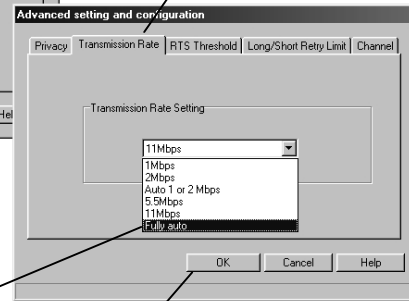 Advanced setting and configuration
Privacy Transmission Rate RTS Threshold Long/Short Retry Limit Channel
Hel
Transmission Rate Setting
11Mbps
1Mbps
2Mbps
Auto 1 or 2 Mbps
5.5Mbps
11Mbps
Fully auto
OK Cancel Help